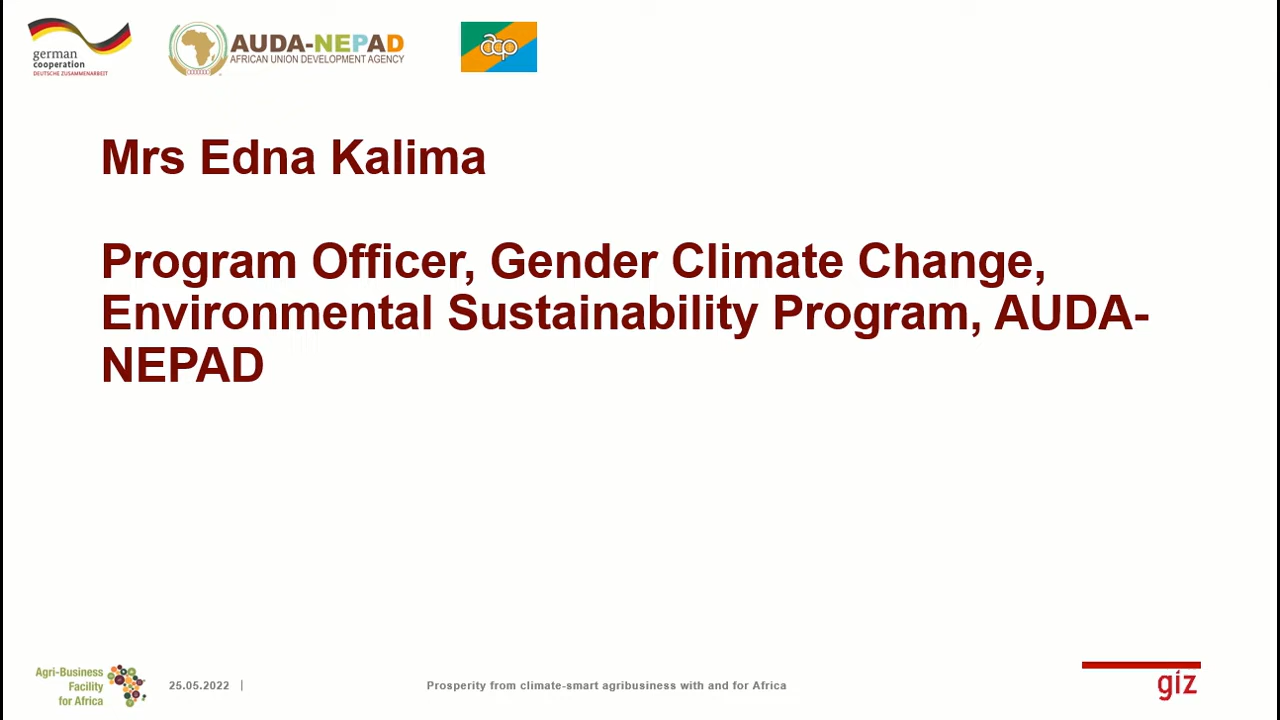 german
cooperation
DEUTSCHE ZUSAMMENARBEIT
AUDA-NEPAD
AFRICAN UNION DEVELOPMENT AGENCY
acp
Mrs Edna Kalima
Program Officer, Gender Climate Change,
Environmental Sustainability Program, AUDA-
NEPAD
Agri-Business
Facility
for Africa
25.05.2022 |
Prosperity from climate-smart agribusiness with and for Africa
giz